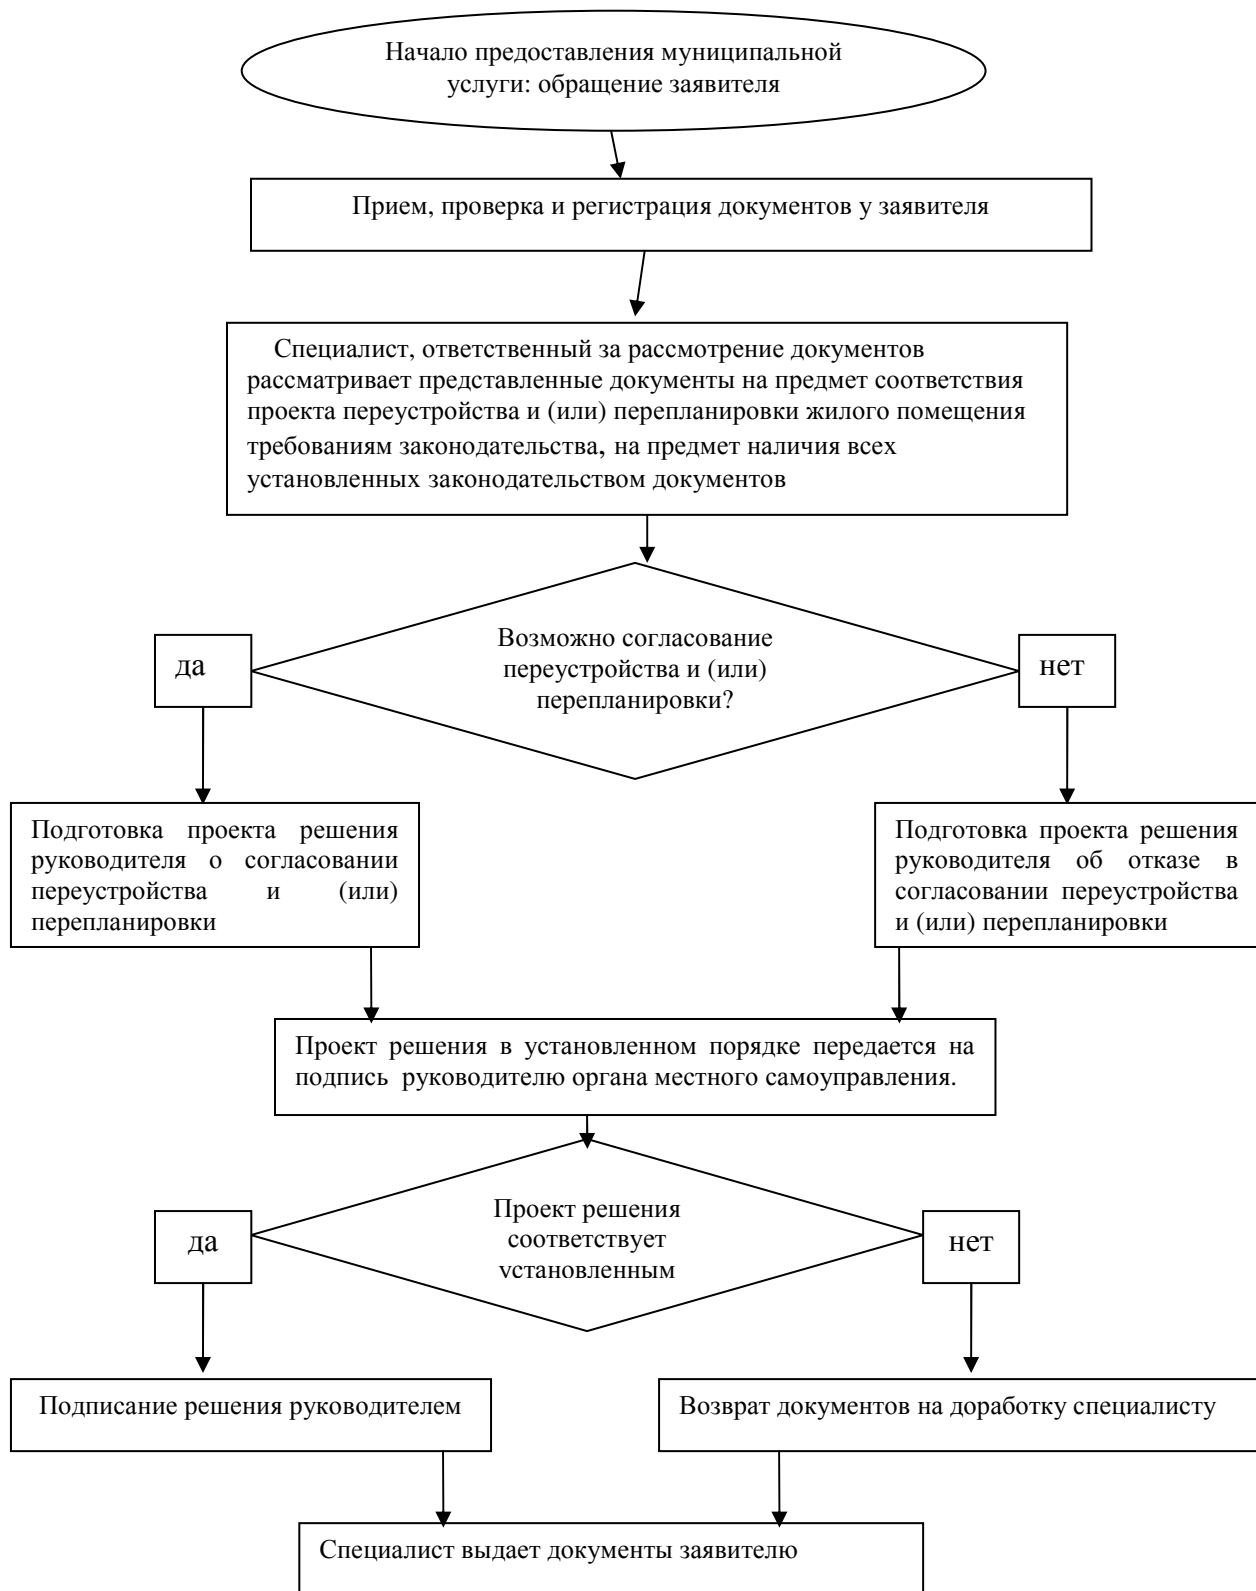 Начало предоставления муниципальной
услуги: обращение заявителя
Прием, проверка и регистрация документов у заявителя
Специалист, ответственный за рассмотрение документов
рассматривает представленные документы на предмет соответствия
проекта переустройства и (или) перепланировки жилого помещения
требованиям законодательства, на предмет наличия всех
установленных законодательством документов
Возможно согласование
переустройства и (или)
перепланировки?
да
нет
Подготовка проекта решения
руководителя о согласовании
переустройства и (или)
перепланировки
Подготовка проекта решения
руководителя об отказе в
согласовании переустройства
и (или) перепланировки
Проект решения в установленном порядке передается на
подпись руководителю органа местного самоуправления.
Проект решения
соответствует
установленным
да
нет
Подписание решения руководителем
Возврат документов на доработку специалисту
Специалист выдает документы заявителю